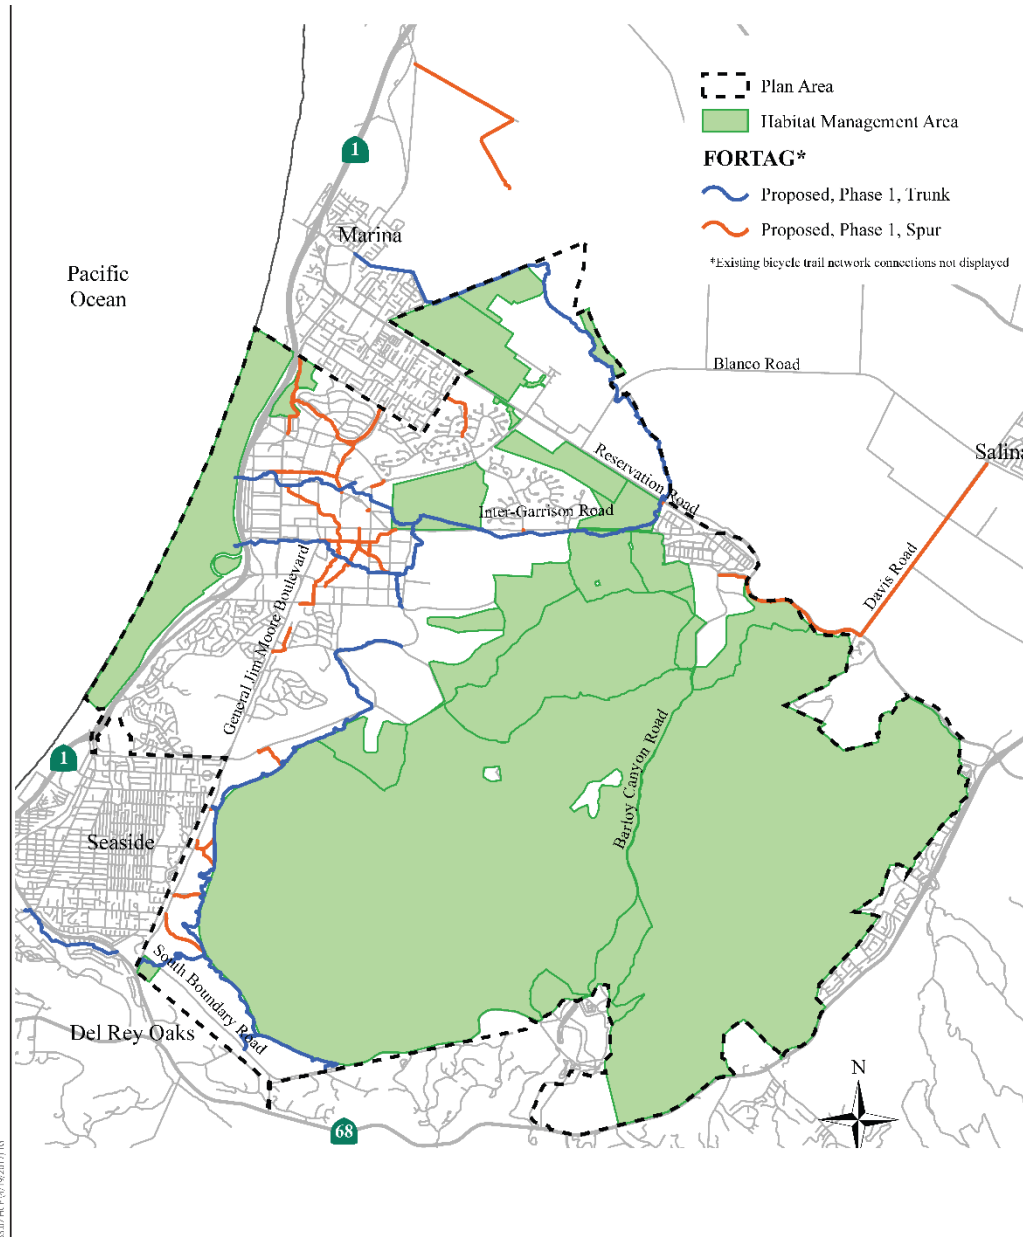 Plan Area
Habitat Management Area
FORTAG*
Proposed, Phase 1, Trunk
Proposed, Phase 1, Spur
*Existing bicycle trail network connections not displayed
1
Marina
Pacific
Ocean
Blanco Road
Salina
Reservation Road
Inter-Garrison Road
Davis Road
General Jim Moore Boulevard
1
Barloy Canyon Road
Seaside
South Boundary Road
Del Rey Oaks
N
68